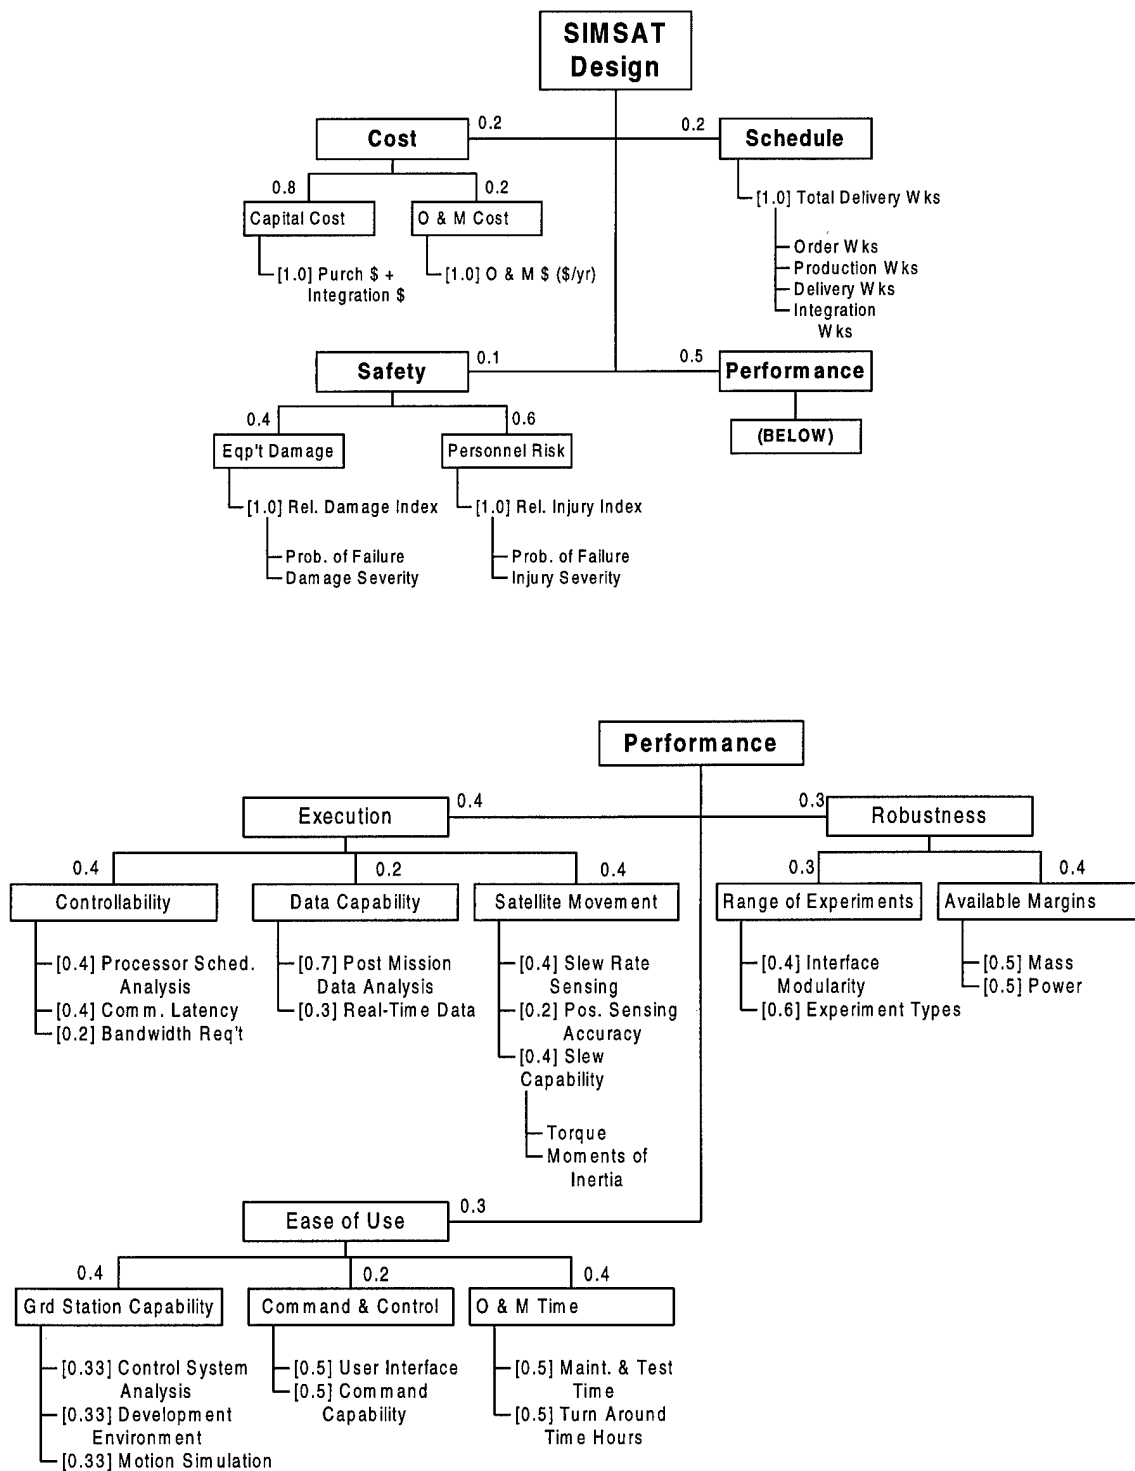 SIMSAT
Design
0.2
0.2
Cost
Schedule
0.8
0.2
[1.0] Total Delivery Wks
Capital Cost
O & M Cost
Order Wks
[1.0] Purch $ +
Integration $
[1.0] O & M $ ($/yr)
Production Wks
Delivery Wks
Integration
Wks
0.1
0.5
Safety
Performance
0.4
0.6
(BELOW)
Eqp't Damage
Personnel Risk
[1.0] Rel. Damage Index
[1.0] Rel. Injury Index
Prob. of Failure
Damage Severity
Prob. of Failure
Injury Severity
Performance
0.4
0.3
Execution
Robustness
0.4
0.2
0.4
0.3
0.4
Controllability
Data Capability
Satellite Movement
Range of Experiments
Available Margins
[0.4] Processor Sched.
Analysis
[0.4] Comm. Latency
[0.2] Bandwidth Req't
[0.7] Post Mission
Data Analysis
[0.3] Real-Time Data
[0.4] Slew Rate
Sensing
[0.2] Pos. Sensing
Accuracy
[0.4] Slew
Capability
Torque
Moments of
Inertia
[0.4] Interface
Modularity
[0.6] Experiment Types
[0.5] Mass
[0.5] Power
0.3
Ease of Use
0.4
0.2
0.4
Grd Station Capability
Command & Control
O & M Time
[0.33] Control System
Analysis
[0.33] Development
Environment
[0.33] Motion Simulation
[0.5] User Interface
[0.5] Command
Capability
[0.5] Maint. & Test
Time
[0.5] Turn Around
Time Hours